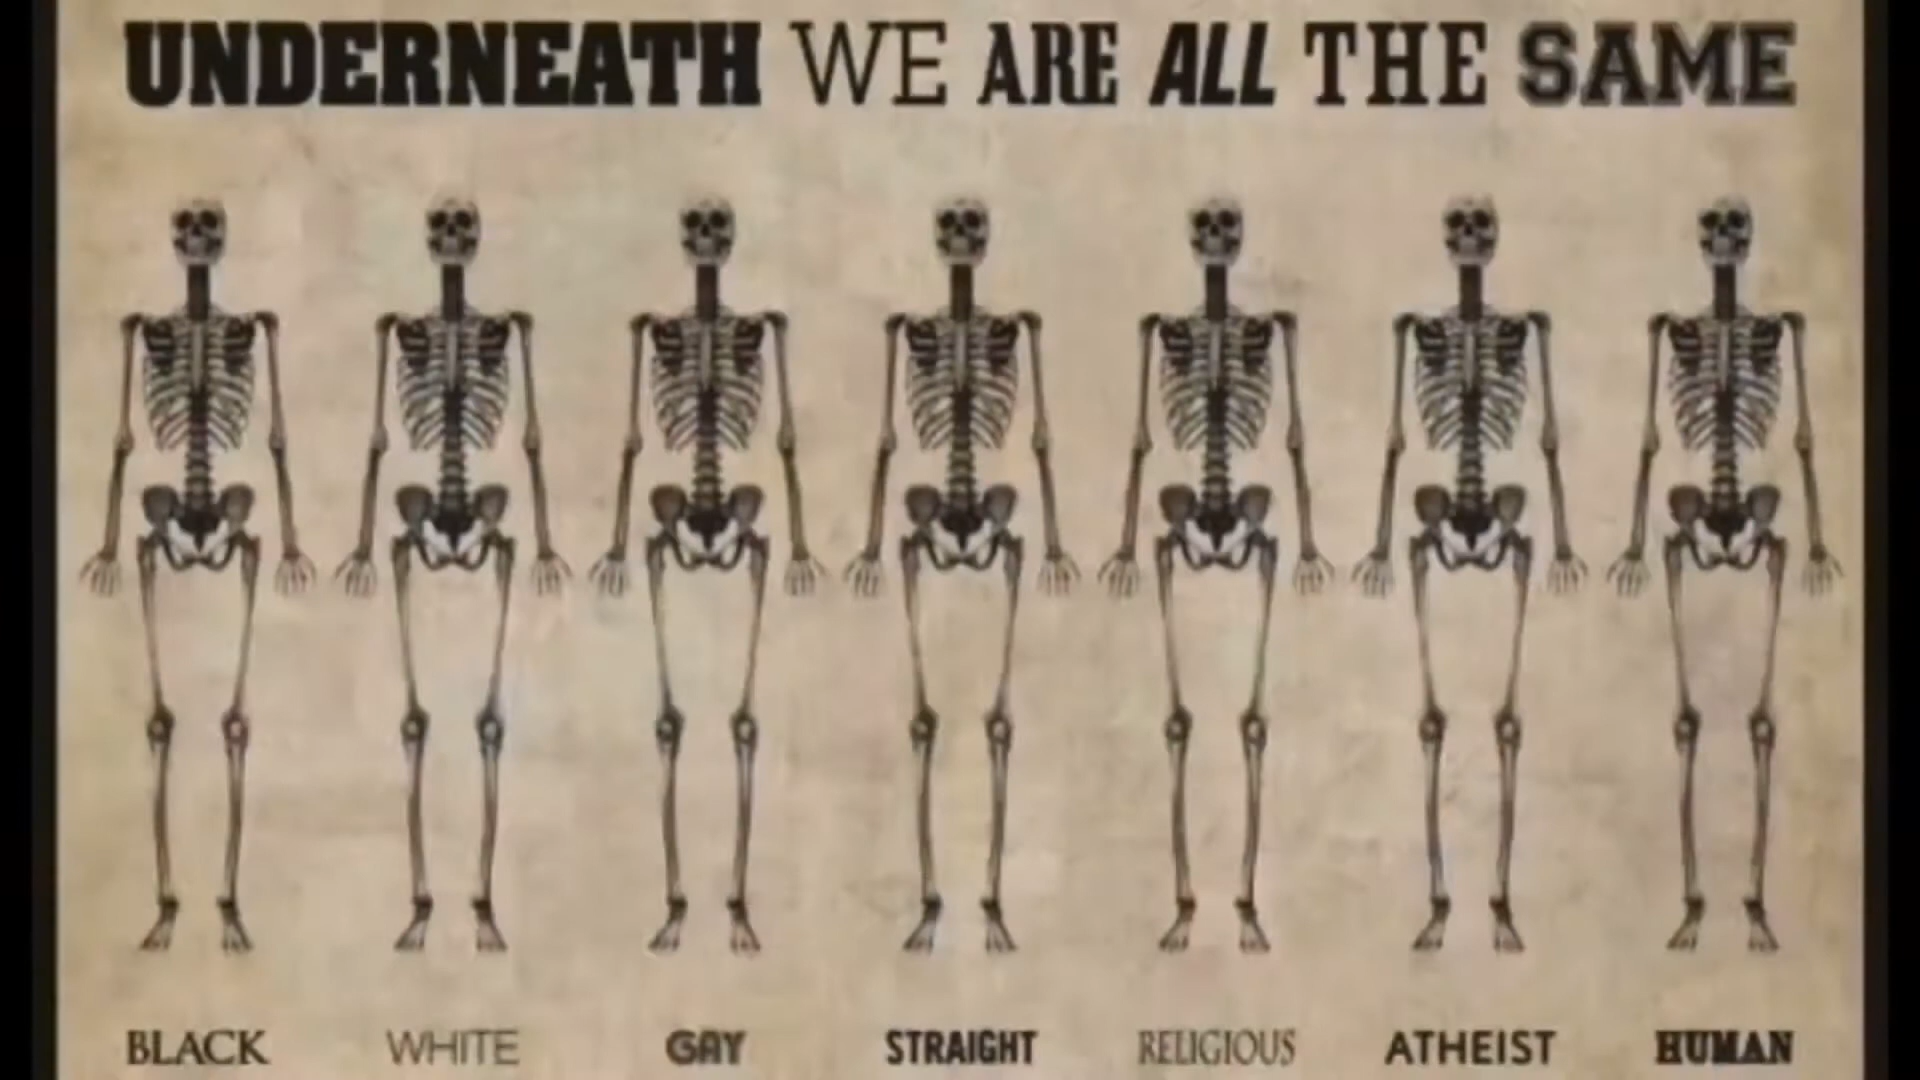 UNDERNEATH WE ARE ALL THE SAME
BLACK WHITE GAY STRAIGHT RELIGIOUS ATHEIST HUMAN